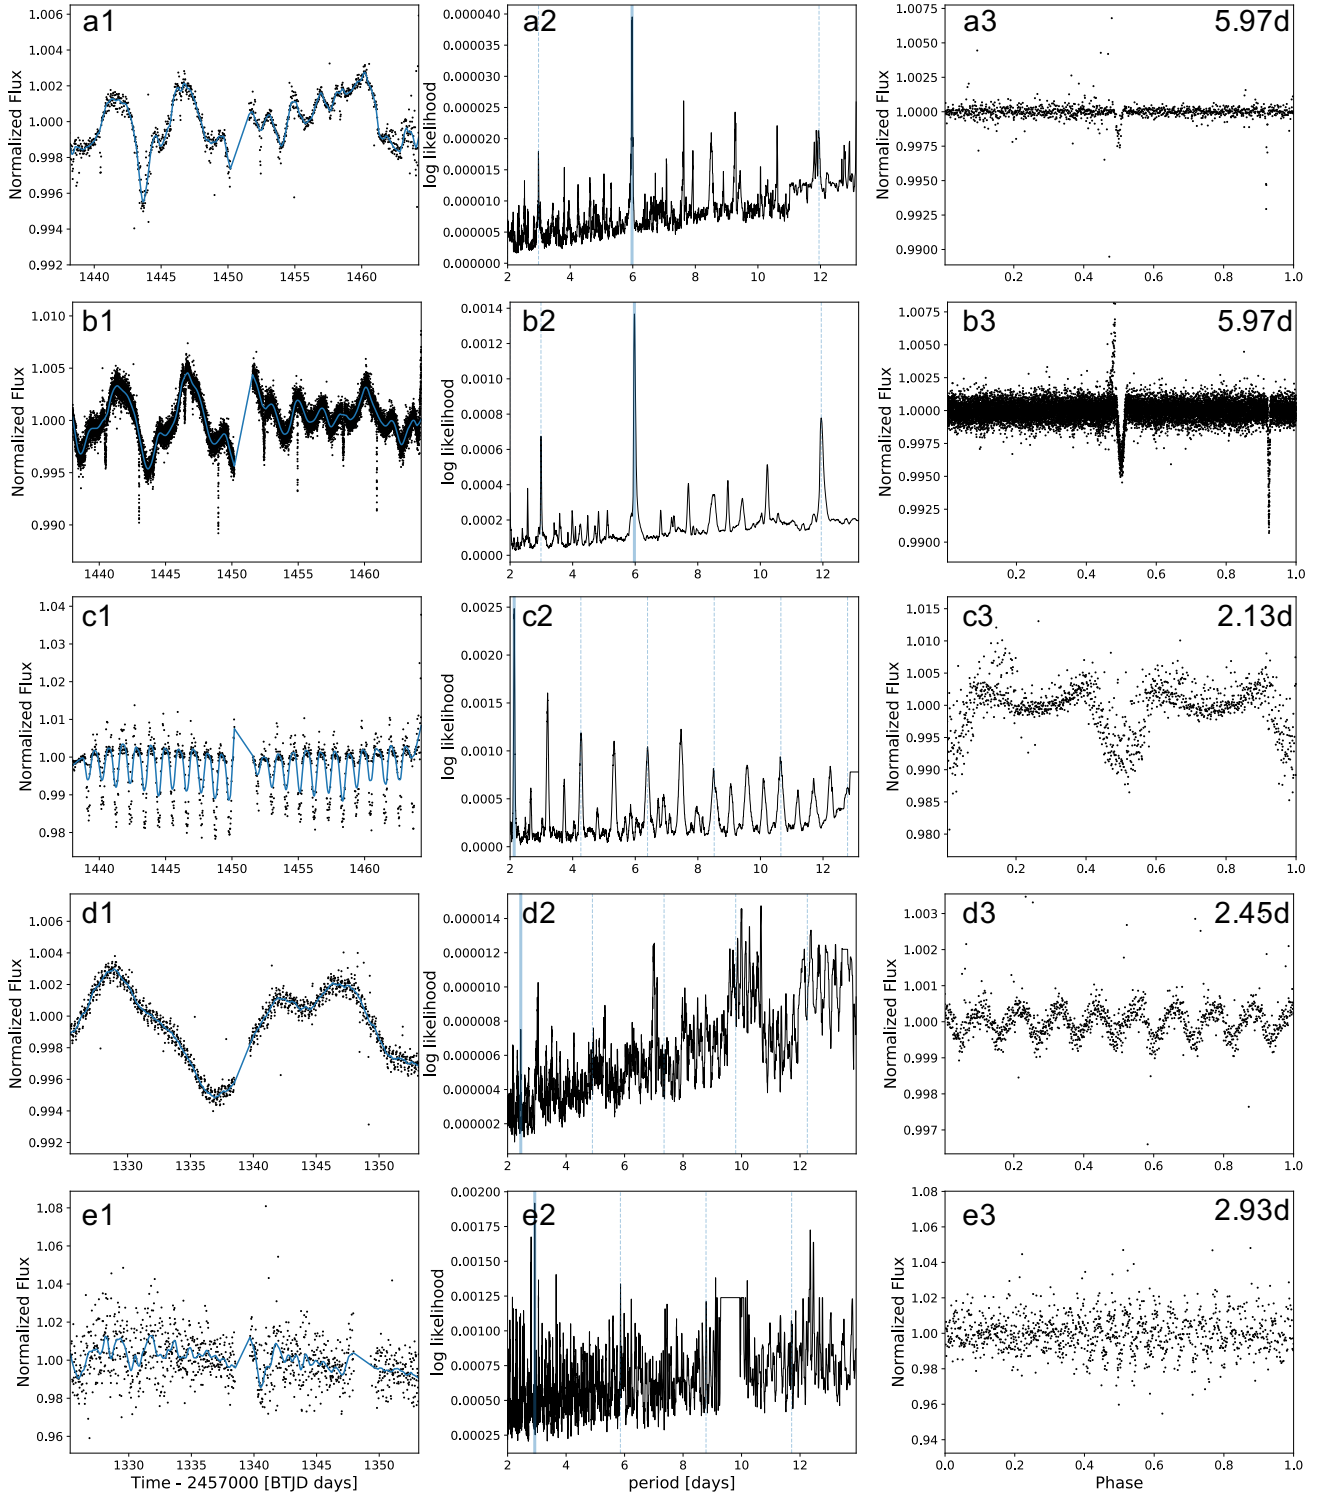 a1
1.006
1.004
1.002
1.000
0.998
0.996
0.994
0.992
Normalized Flux
1440 1445 1450 1455 1460
a2
0.000040
0.000035
0.000030
0.000025
0.000020
0.000015
0.000010
0.000005
0.000000
log likelihood
2 4 6 8 10 12
a3 5.97d
1.0075
1.0050
1.0025
1.0000
0.9975
0.9950
0.9925
0.9900
Normalized Flux
0.2 0.4 0.6 0.8 1.0
b1
1.010
1.005
1.000
0.995
0.990
Normalized Flux
1440 1445 1450 1455 1460
b2
0.0014
0.0012
0.0010
0.0008
0.0006
0.0004
0.0002
0.0000
log likelihood
2 4 6 8 10 12
b3 5.97d
1.0075
1.0050
1.0025
1.0000
0.9975
0.9950
0.9925
0.9900
Normalized Flux
0.2 0.4 0.6 0.8 1.0
c1
1.04
1.03
1.02
1.01
1.00
0.99
0.98
Normalized Flux
1440 1445 1450 1455 1460
c2
0.0025
0.0020
0.0015
0.0010
0.0005
0.0000
log likelihood
2 4 6 8 10 12
c3 2.13d
1.015
1.010
1.005
1.000
0.995
0.990
0.985
0.980
Normalized Flux
0.2 0.4 0.6 0.8 1.0
d1
1.006
1.004
1.002
1.000
0.998
0.996
0.994
0.992
Normalized Flux
1330 1335 1340 1345 1350
d2
0.000014
0.000012
0.000010
0.000008
0.000006
0.000004
0.000002
log likelihood
2 4 6 8 10 12
d3 2.45d
1.003
1.002
1.001
1.000
0.999
0.998
0.997
Normalized Flux
0.2 0.4 0.6 0.8 1.0
e1
1.08
1.06
1.04
1.02
1.00
0.98
0.96
Normalized Flux
1330 1335 1340 1345 1350
Time - 2457000 [BTJD days]
e2
0.00200
0.00175
0.00150
0.00125
0.00100
0.00075
0.00050
0.00025
log likelihood
2 4 6 8 10 12
period [days]
e3 2.93d
1.08
1.06
1.04
1.02
1.00
0.98
0.96
0.94
Normalized Flux
0.0 0.2 0.4 0.6 0.8 1.0
Phase